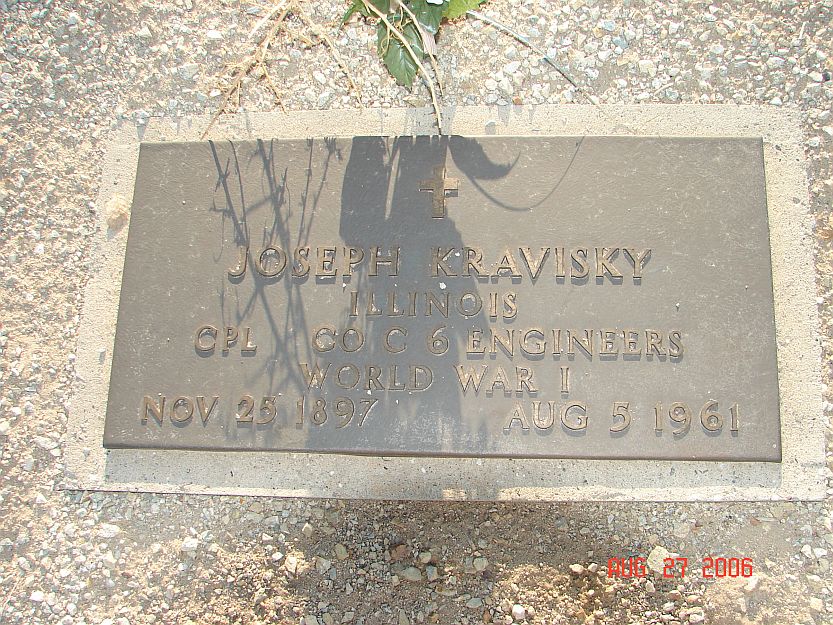 JOSEPH KRAVISKY
ILLINOIS
CPL CO C 6 ENGINEERS
WORLD WAR I
NOV 25 1897 AUG 5 1961
AUG 27 2006